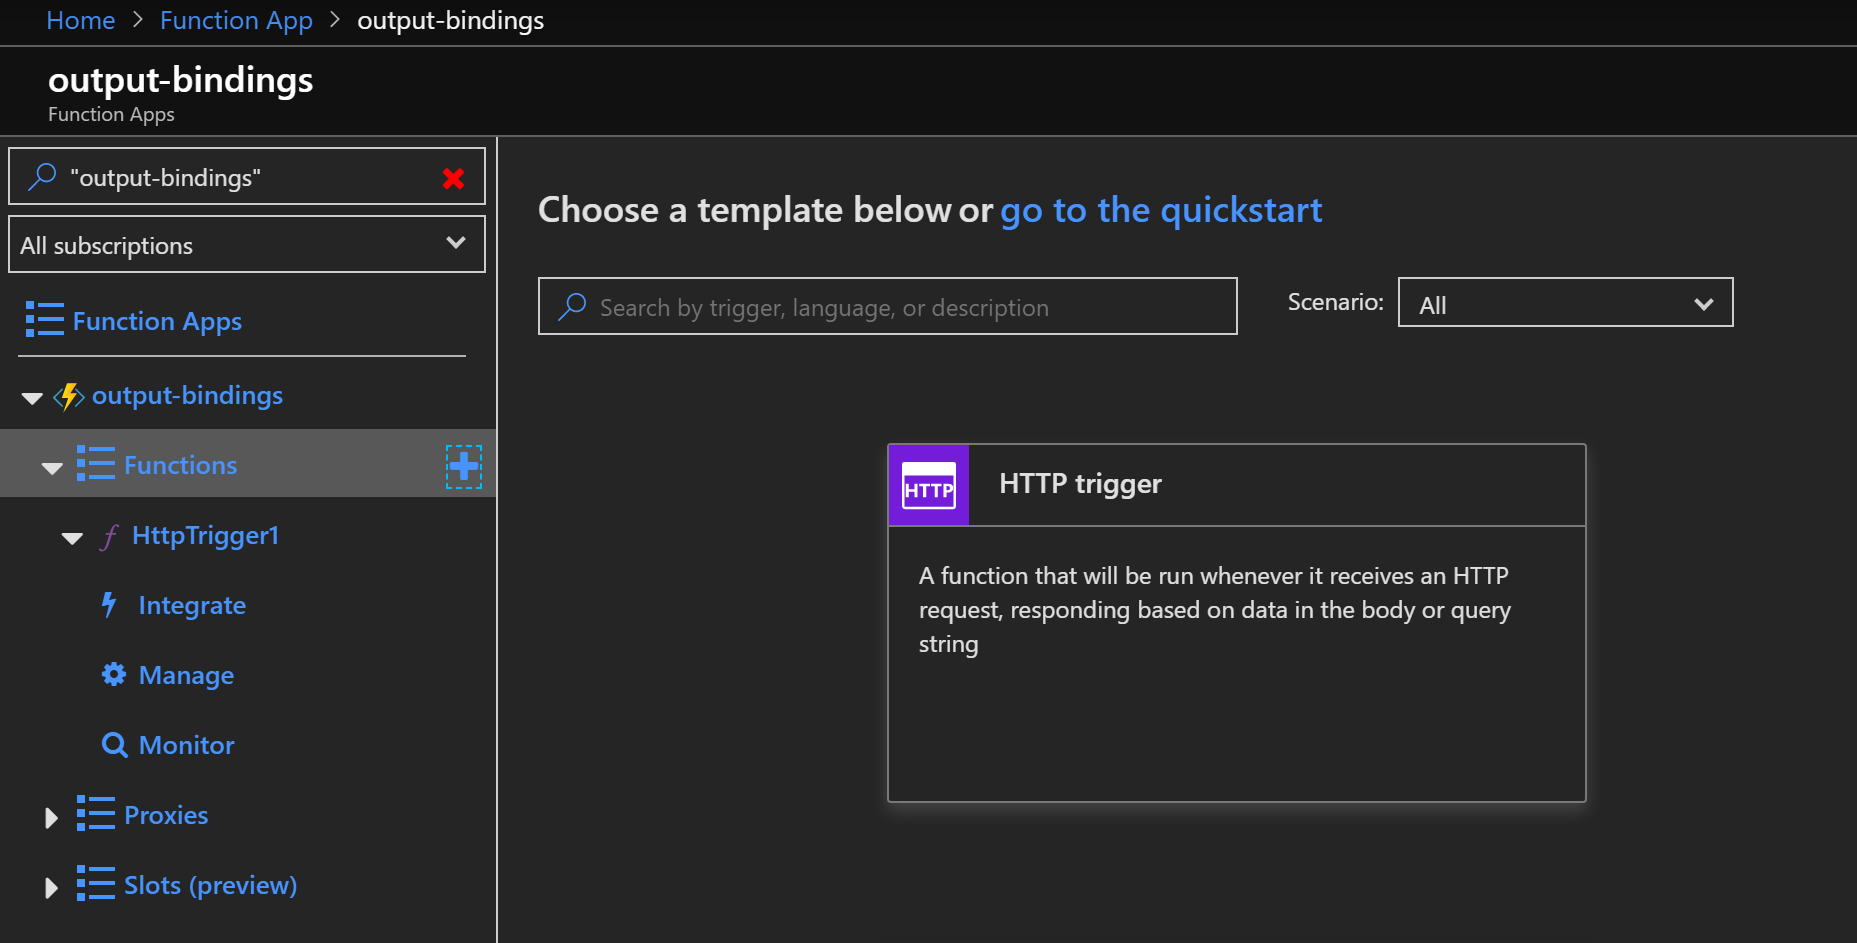 Home > Function App > output-bindings
output-bindings
Function Apps
"output-bindings"
All subscriptions
Function Apps
output-bindings
Functions
HttpTrigger1
Integrate
Manage
Monitor
Proxies
Slots (preview)
Choose a template below or go to the quickstart
Search by trigger, language, or description
Scenario: All
HTTP HTTP trigger
A function that will be run whenever it receives an HTTP
request, responding based on data in the body or query
string